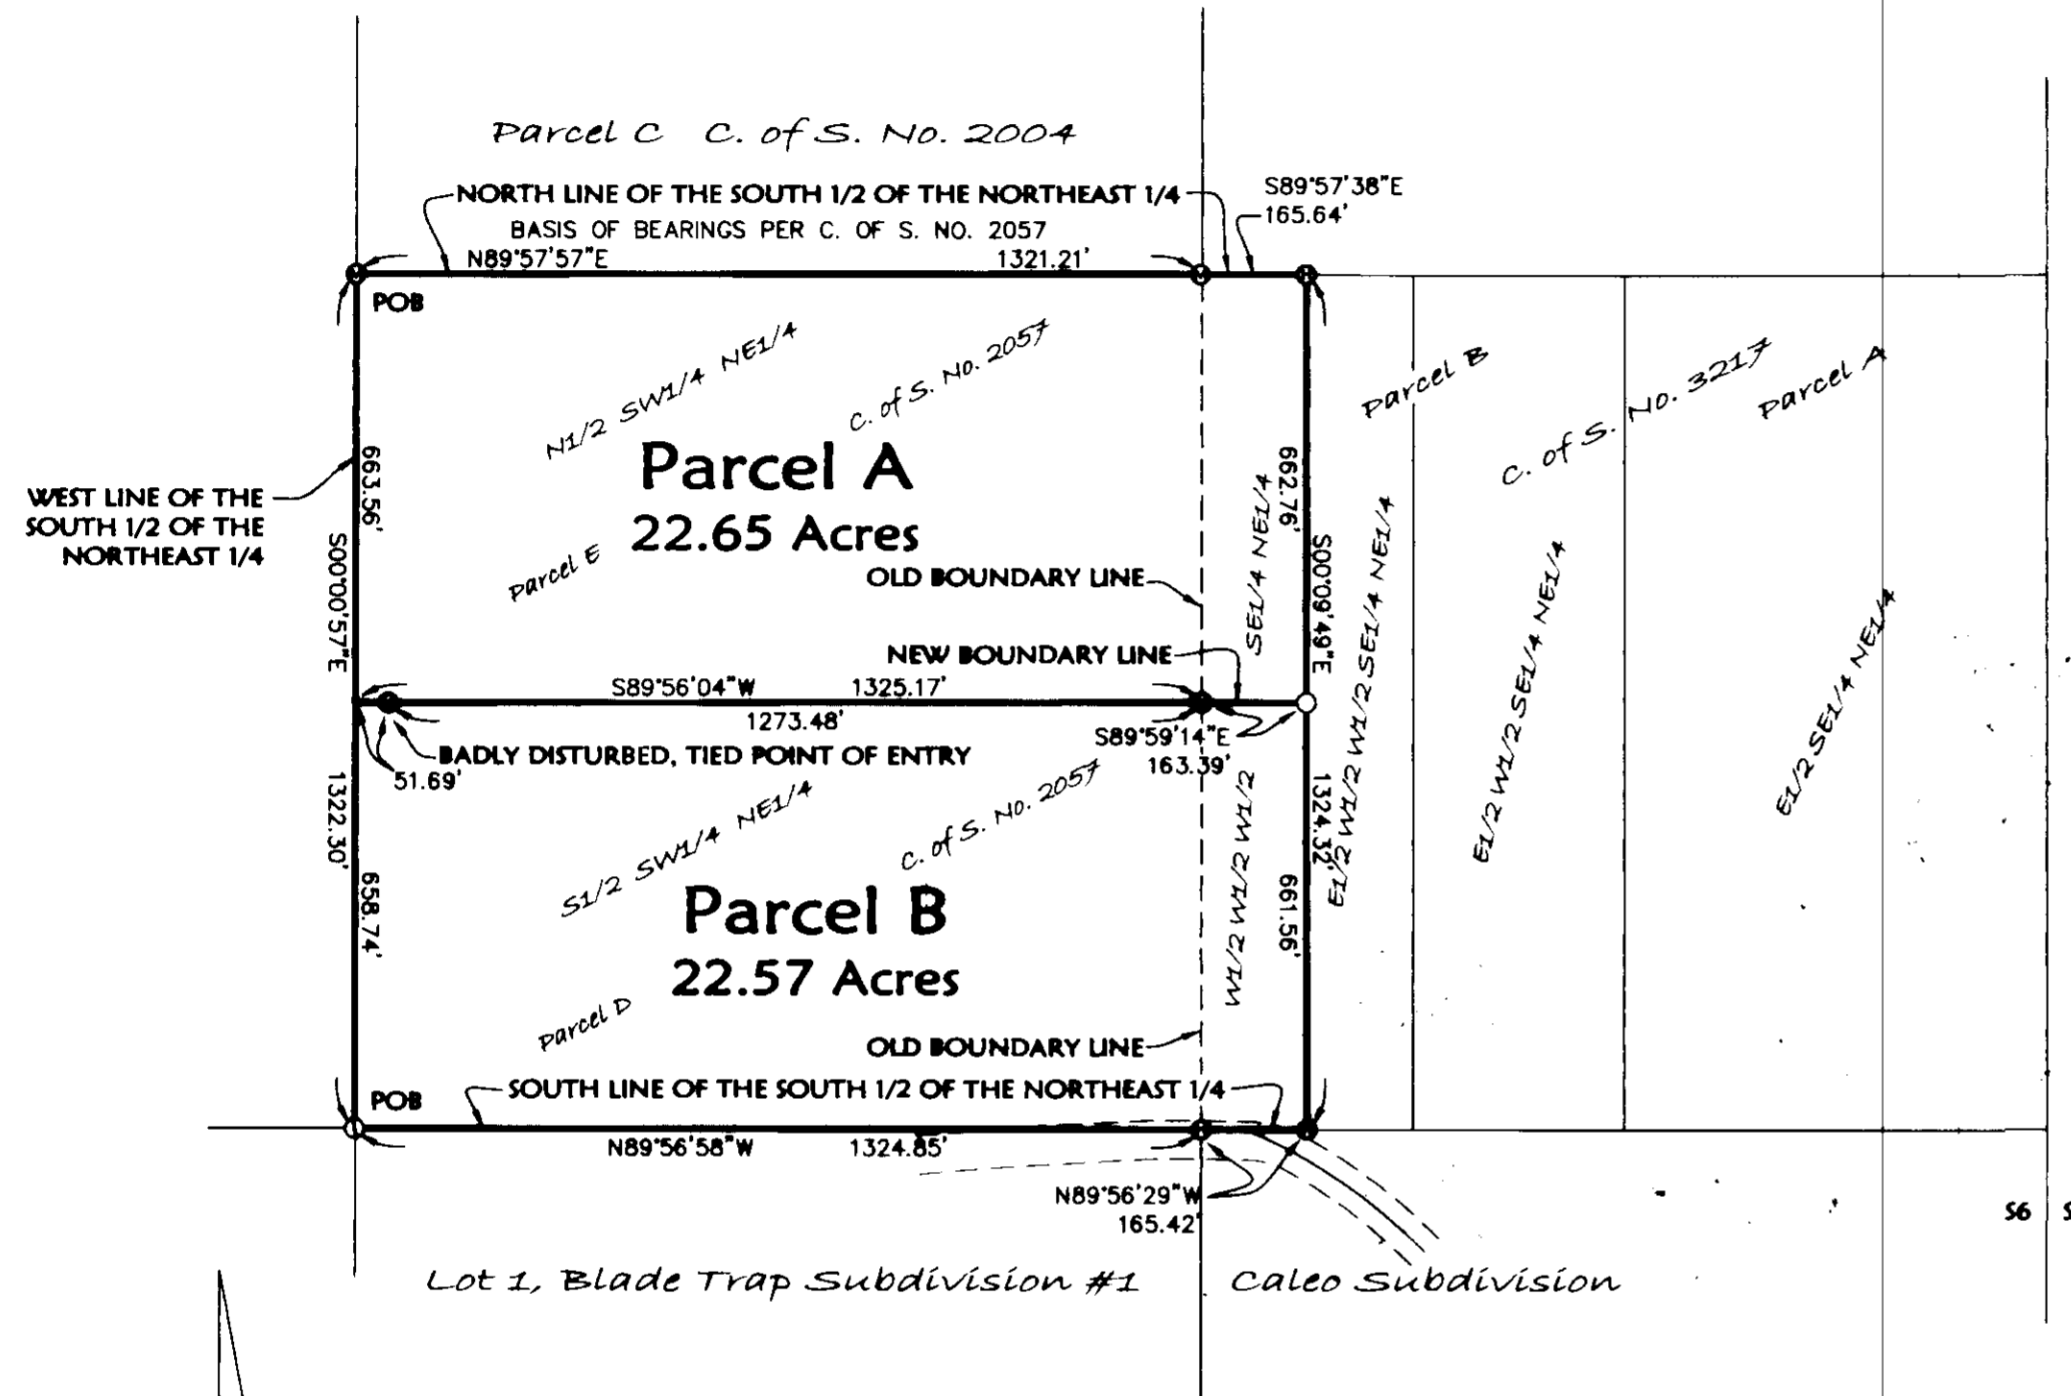 Parcel C C. of S. No. 2004
NORTH LINE OF THE SOUTH 1/2 OF THE NORTHEAST 1/4
BASIS OF BEARINGS PER C. OF S. NO. 2057
N89°57'57"E 1321.21'
S89°57'38"E
165.64'
POB
N1/2 SW1/4 NE1/4
C. of S. No. 2057
Parcel A
22.65 Acres
Parcel E
WEST LINE OF THE
SOUTH 1/2 OF THE
NORTHEAST 1/4
663.56'
S00°00'57"E
1322.30'
658.74'
OLD BOUNDARY LINE
NEW BOUNDARY LINE
S89°56'04"W 1325.17'
1273.48'
S89°59'14"E
163.39'
BADLY DISTURBED, TIED POINT OF ENTRY
51.69'
662.76'
S00°09'49"E
1324.32'
661.56'
W1/2 W1/2 W1/2
SE1/4 NE1/4
E1/2 W1/2 W1/2 SE1/4 NE1/4
Parcel B
C. of S. No. 3217
Parcel A
E1/2 W1/2 SE1/4 NE1/4
E1/2 SE1/4 NE1/4
S1/2 SW1/4 NE1/4
C. of S. No. 2057
Parcel B
22.57 Acres
Parcel D
OLD BOUNDARY LINE
POB
SOUTH LINE OF THE SOUTH 1/2 OF THE NORTHEAST 1/4
N89°56'58"W 1324.85'
N89°56'29"W
165.42'
S6
Lot 1, Blade Trap Subdivision #1
Caleo Subdivision